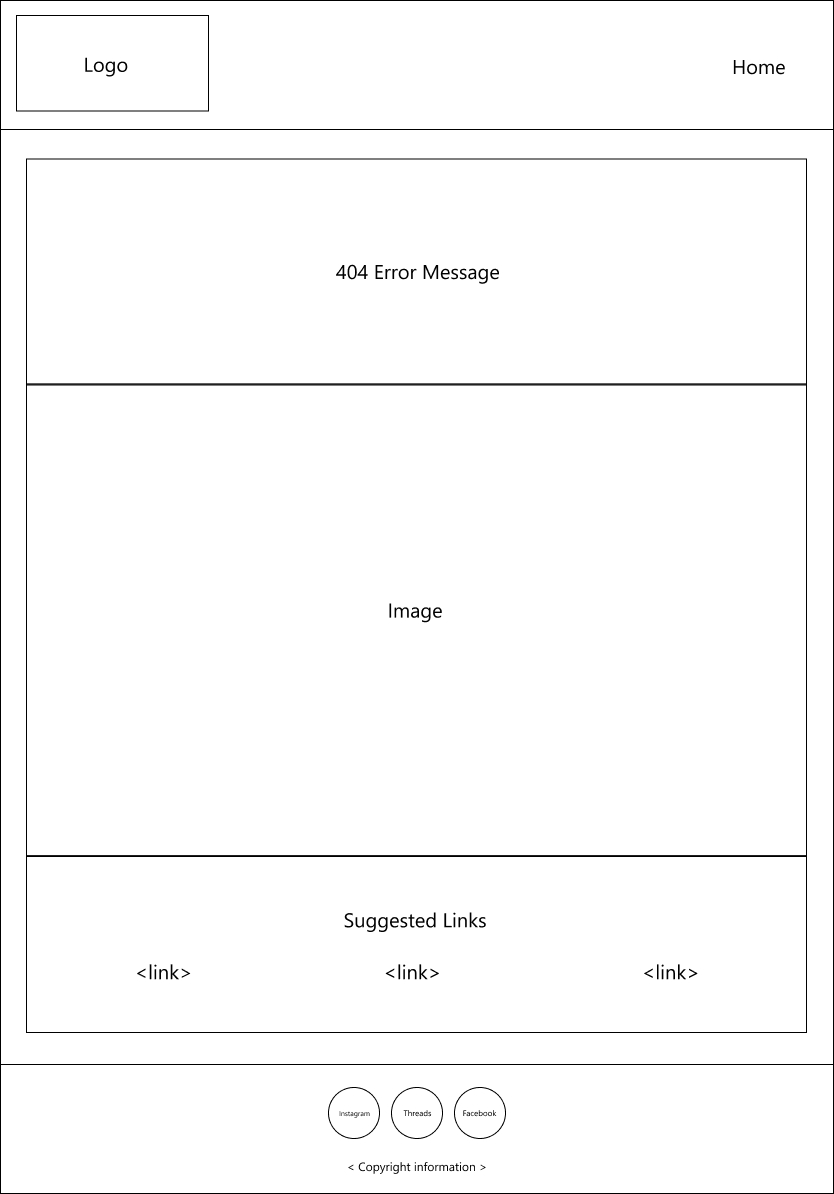 Logo
Home
404 Error Message
Image
Suggested Links
<link>
<link>
<link>
Instagram
Threads
Facebook
< Copyright information >